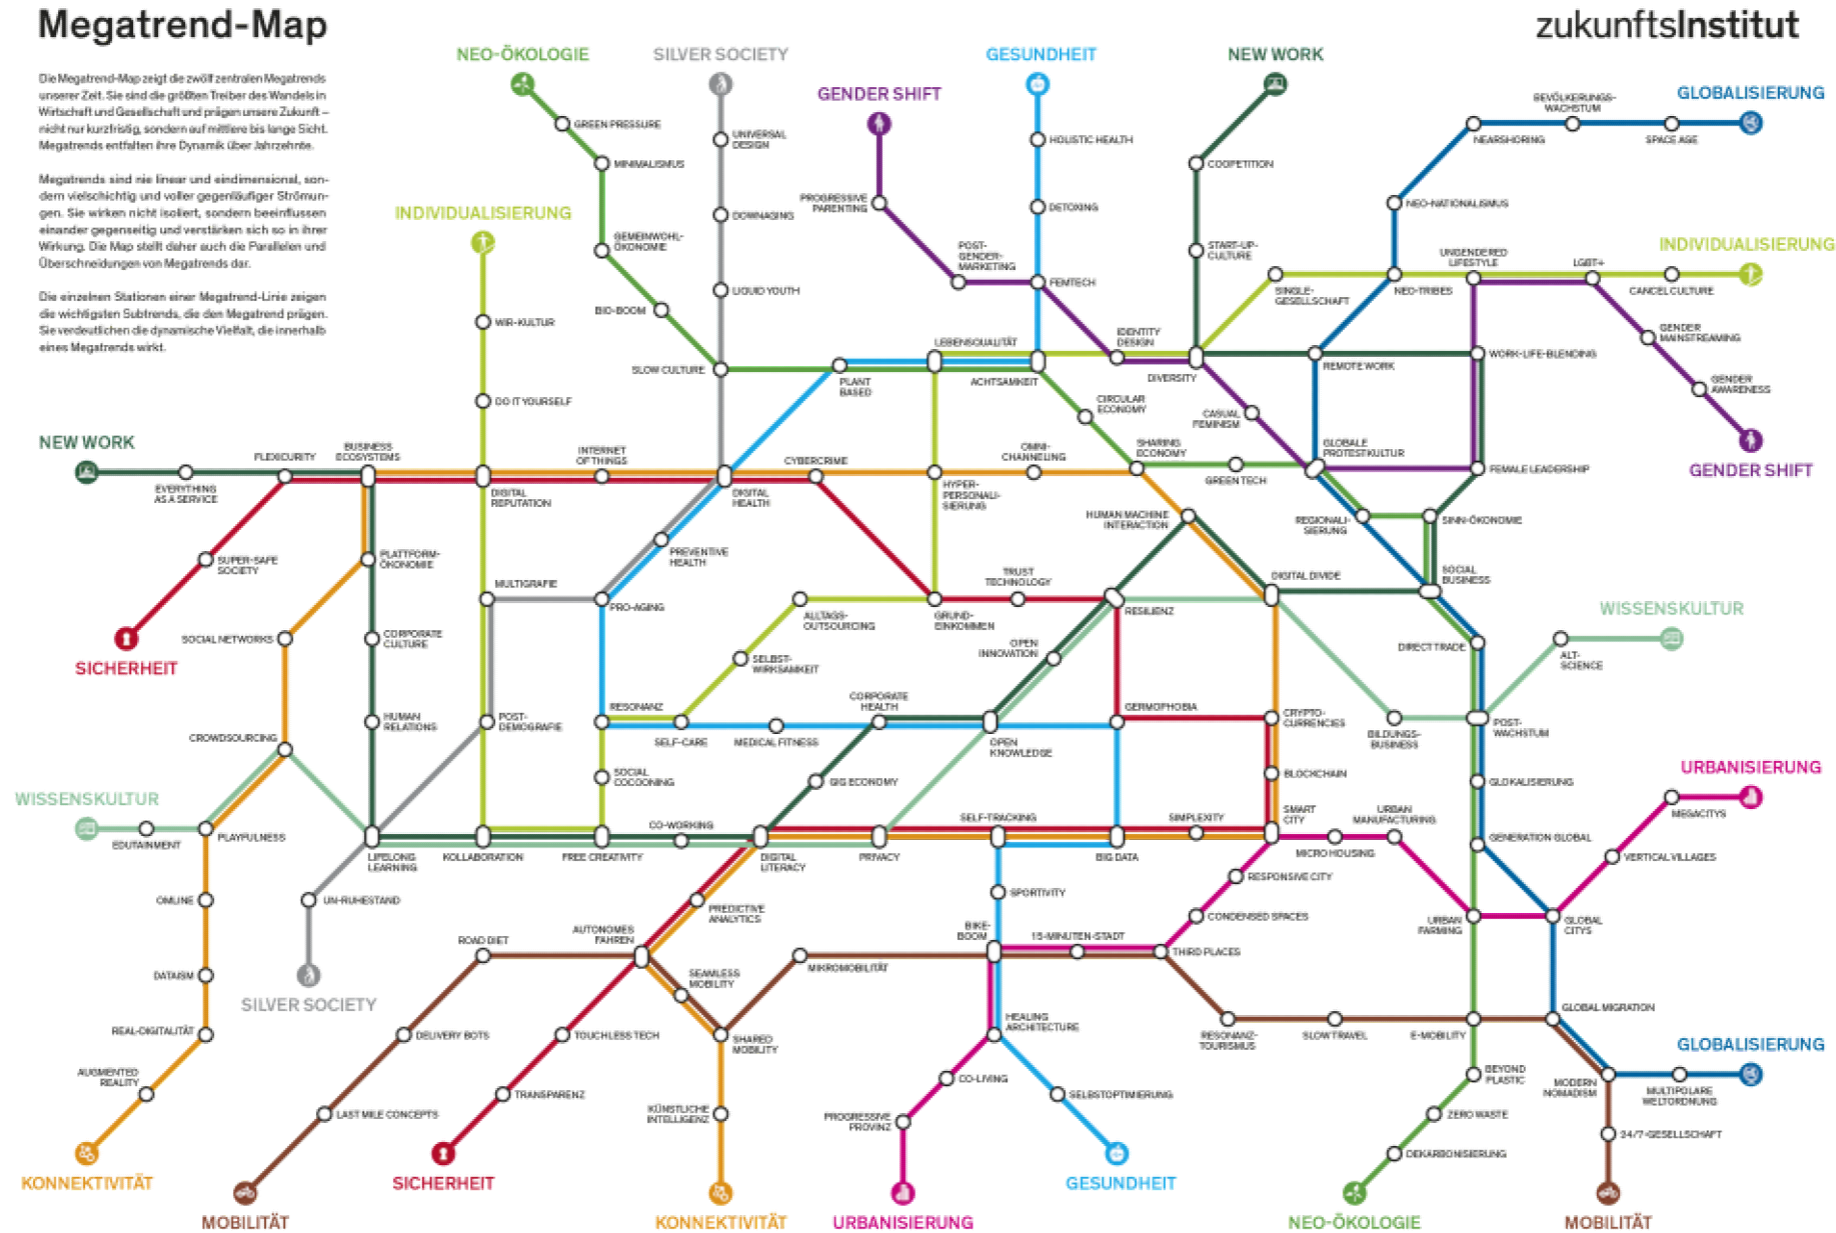 Megatrend-Map
zukunftsInstitut
Die Megatrend-Map zeigt die zwölf zentralen Megatrends
unserer Zeit. Sie sind die größten Treiber des Wandels in
Wirtschaft und Gesellschaft und prägen unsere Zukunft –
nicht nur kurzfristig, sondern auf mittlere bis lange Sicht.
Megatrends entfalten ihre Dynamik über Jahrzehnte.
Megatrends sind nie linear und eindimensional, son-
dern vielschichtig und voller gegenläufiger Strömun-
gen. Sie wirken nicht isoliert, sondern beeinflussen
einander gegenseitig und verstärken sich so in ihrer
Wirkung. Die Map stellt daher auch die Parallelen und
Überschneidungen von Megatrends dar.
Die einzelnen Stationen einer Megatrend-Linie zeigen
die wichtigsten Subtrends, die den Megatrend prägen.
Sie verdeutlichen die dynamische Vielfalt, die innerhalb
eines Megatrends wirkt.
NEO-ÖKOLOGIE
SILVER SOCIETY
GESUNDHEIT
NEW WORK
GENDER SHIFT
GLOBALISIERUNG
BEVÖLKERUNGS-
WACHSTUM
NEARSHORING
SPACE AGE
GREEN PRESSURE
UNIVERSAL
DESIGN
HOLISTIC HEALTH
MINIMALISMUS
COOPETITION
PROGRESSIVE
PARENTING
DETOXING
NEO-NATIONALISMUS
INDIVIDUALISIERUNG
DOWNAGING
GEMEINWOHL-
ÖKONOMIE
POST-
GENDER-
MARKETING
START-UP-
CULTURE
UNGENDERED
LIFESTYLE
LGBT+
INDIVIDUALISIERUNG
LIQUID YOUTH
FEMTECH
SINGLE-
GESELLSCHAFT
NEO-TRIBES
CANCEL CULTURE
BIO-BOOM
WIR-KULTUR
IDENTITY
DESIGN
GENDER
MAINSTREAMING
LEBENSQUALITÄT
SLOW CULTURE
PLANT
BASED
ACHTSAMKEIT
DIVERSITY
REMOTE WORK
WORK-LIFE-BLENDING
GENDER
AWARENESS
DO IT YOURSELF
CIRCULAR
ECONOMY
CASUAL
FEMINISM
NEW WORK
FLEXICURITY
BUSINESS
ECOSYSTEMS
INTERNET
OF THINGS
CYBERCRIME
OMNI-
CHANNELING
SHARING
ECONOMY
GLOBALE
PROTESTKULTUR
GENDER SHIFT
EVERYTHING
AS A SERVICE
DIGITAL
REPUTATION
DIGITAL
HEALTH
HYPER-
PERSONALI-
SIERUNG
GREEN TECH
FEMALE LEADERSHIP
HUMAN MACHINE
INTERACTION
REGIONALI-
SIERUNG
SINN-ÖKONOMIE
SUPER-SAFE
SOCIETY
PLATTFORM-
ÖKONOMIE
PREVENTIVE
HEALTH
MULTIGRAFIE
TRUST
TECHNOLOGY
DIGITAL DIVIDE
SOCIAL
BUSINESS
PRO-AGING
ALLTAGS-
OUTSOURCING
GRUND-
EINKOMMEN
RESILIENZ
WISSENSKULTUR
SICHERHEIT
SOCIAL NETWORKS
CORPORATE
CULTURE
SELBST-
WIRKSAMKEIT
OPEN
INNOVATION
DIRECT TRADE
ALT-
SCIENCE
HUMAN
RELATIONS
POST-
DEMOGRAFIE
RESONANZ
CORPORATE
HEALTH
GERMOPHOBIA
CRYPTO-
CURRENCIES
CROWDSOURCING
SELF-CARE
MEDICAL FITNESS
OPEN
KNOWLEDGE
BILDUNGS-
BUSINESS
POST-
WACHSTUM
SOCIAL
COCOONING
GIG ECONOMY
BLOCKCHAIN
GLOKALISIERUNG
URBANISIERUNG
WISSENSKULTUR
EDUTAINMENT
PLAYFULNESS
CO-WORKING
SELF-TRACKING
SIMPLEXITY
SMART
CITY
URBAN
MANUFACTURING
MEGACITYS
LIFELONG
LEARNING
KOLLABORATION
FREE CREATIVITY
DIGITAL
LITERACY
PRIVACY
BIG DATA
MICRO HOUSING
GENERATION GLOBAL
VERTICAL VILLAGES
OMLINE
UN-RUHESTAND
SPORTIVITY
RESPONSIVE CITY
PREDICTIVE
ANALYTICS
CONDENSED SPACES
URBAN
FARMING
GLOBAL
CITYS
ROAD DIET
AUTONOMES
FAHREN
BIKE-
BOOM
15-MINUTEN-STADT
THIRD PLACES
DATAISM
SILVER SOCIETY
SEAMLESS
MOBILITY
MIKROMOBILITÄT
REAL-DIGITALITÄT
DELIVERY BOTS
TOUCHLESS TECH
SHARED
MOBILITY
HEALING
ARCHITECTURE
RESONANZ-
TOURISMUS
SLOW TRAVEL
E-MOBILITY
GLOBAL MIGRATION
GLOBALISIERUNG
AUGMENTED
REALITY
LAST MILE CONCEPTS
TRANSPARENZ
KÜNSTLICHE
INTELLIGENZ
CO-LIVING
PROGRESSIVE
PROVINZ
SELBSTOPTIMIERUNG
BEYOND
PLASTIC
MODERN
NOMADISM
MULTIPOLARE
WELTORDNUNG
ZERO WASTE
24/7-GESELLSCHAFT
DEKARBONISIERUNG
KONNEKTIVITÄT
MOBILITÄT
SICHERHEIT
KONNEKTIVITÄT
URBANISIERUNG
GESUNDHEIT
NEO-ÖKOLOGIE
MOBILITÄT